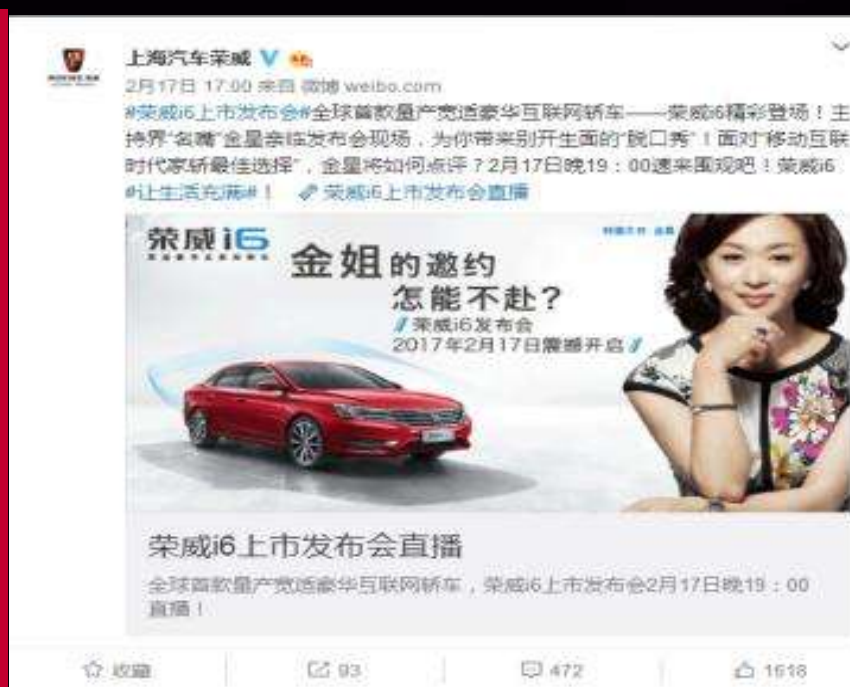 上海汽车荣威
2月17日 17:00 来自 微博 weibo.com
#荣威i6上市发布会#全球首款量产宽适豪华互联网轿车——荣威i6精彩登场！主
持界“名嘴”金星亲临发布会现场，为你带来别开生面的“脱口秀”！面对“移动互联
时代家轿最佳选择”，金星将如何点评？2月17日晚19：00速来围观吧！荣威i6
#让生活充满#！ 荣威i6上市发布会直播
荣威i6
金姐的邀约
怎能不赴？
//荣威i6发布会
2017年2月17日震撼开启//
荣威i6上市发布会直播
全球首款量产宽适豪华互联网轿车，荣威i6上市发布会2月17日晚19：00
直播！
收藏 93 472 1618